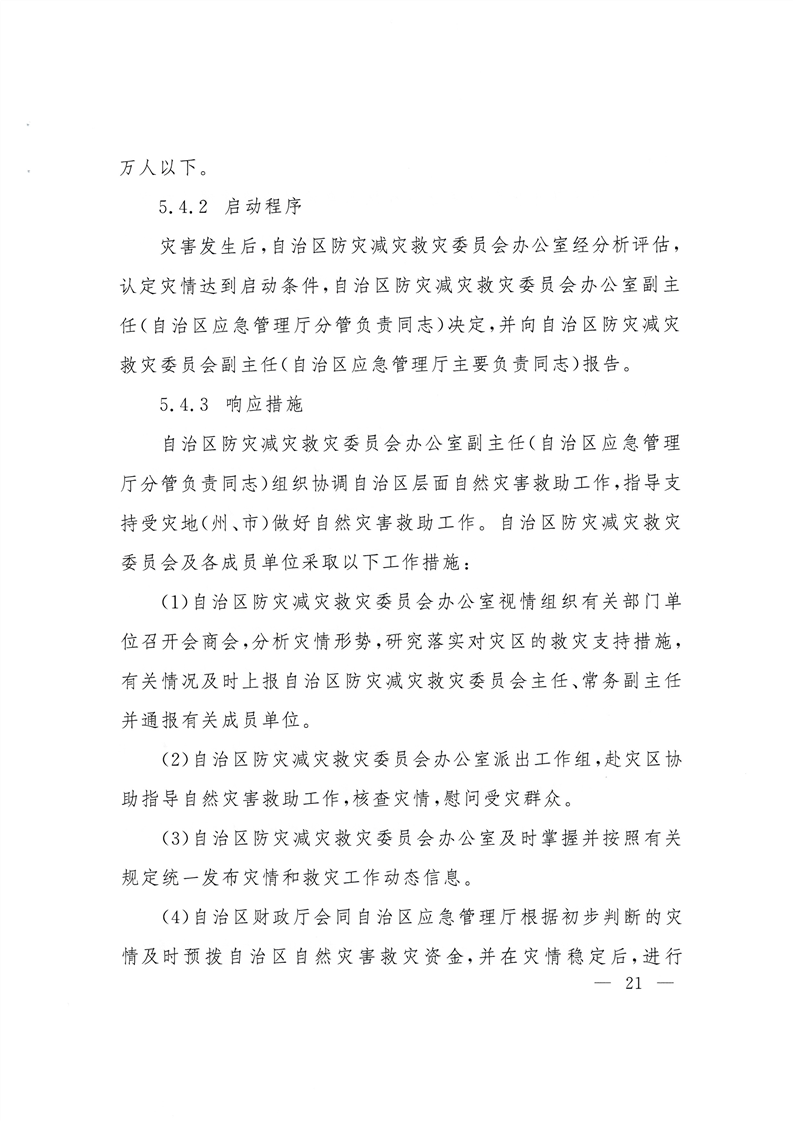 万人以下。
5.4.2 启动程序
灾害发生后,自治区防灾减灾救灾委员会办公室经分析评估,
认定灾情达到启动条件,自治区防灾减灾救灾委员会办公室副主
任(自治区应急管理厅分管负责同志)决定,并向自治区防灾减灾
救灾委员会副主任(自治区应急管理厅主要负责同志)报告。
5.4.3 响应措施
自治区防灾减灾救灾委员会办公室副主任(自治区应急管理
厅分管负责同志)组织协调自治区层面自然灾害救助工作,指导支
持受灾地(州、市)做好自然灾害救助工作。自治区防灾减灾救灾
委员会及各成员单位采取以下工作措施:
(1)自治区防灾减灾救灾委员会办公室视情组织有关部门单
位召开会商会,分析灾情形势,研究落实对灾区的救灾支持措施,
有关情况及时上报自治区防灾减灾救灾委员会主任、常务副主任
并通报有关成员单位。
(2)自治区防灾减灾救灾委员会办公室派出工作组,赴灾区协
助指导自然灾害救助工作,核查灾情,慰问受灾群众。
(3)自治区防灾减灾救灾委员会办公室及时掌握并按照有关
规定统一发布灾情和救灾工作动态信息。
(4)自治区财政厅会同自治区应急管理厅根据初步判断的灾
情及时预拨自治区自然灾害救灾资金,并在灾情稳定后,进行
— 21 —